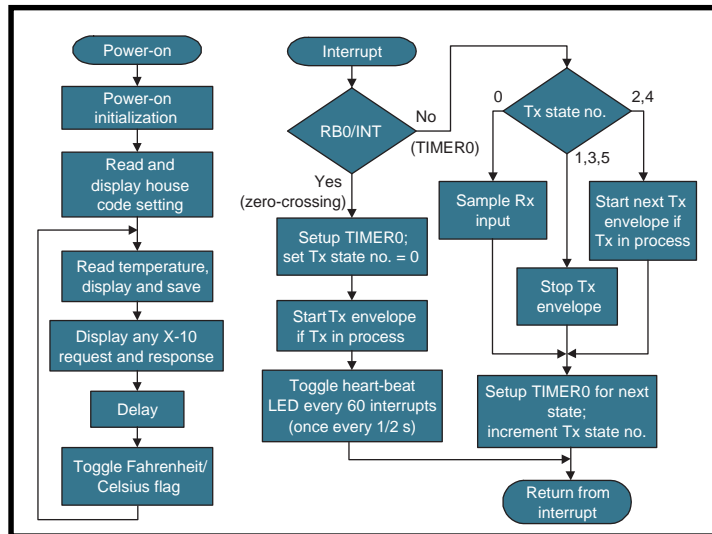 Power-on
Power-on
initialization
Read and
display house
code setting
Read temperature,
display and save
Display any X-10
request and response
Delay
Toggle Fahrenheit/
Celsius flag
Interrupt
RB0/INT
No
(TIMER0)
Yes
(zero-crossing)
Setup TIMER0;
set Tx state no. = 0
Start Tx envelope
if Tx in process
Toggle heart-beat
LED every 60 interrupts
(once every 1/2 s)
Tx state no.
0
2,4
1,3,5
Sample Rx
input
Stop Tx
envelope
Start next Tx
envelope if
Tx in process
Setup TIMER0 for next
state;
increment Tx state no.
Return from
interrupt